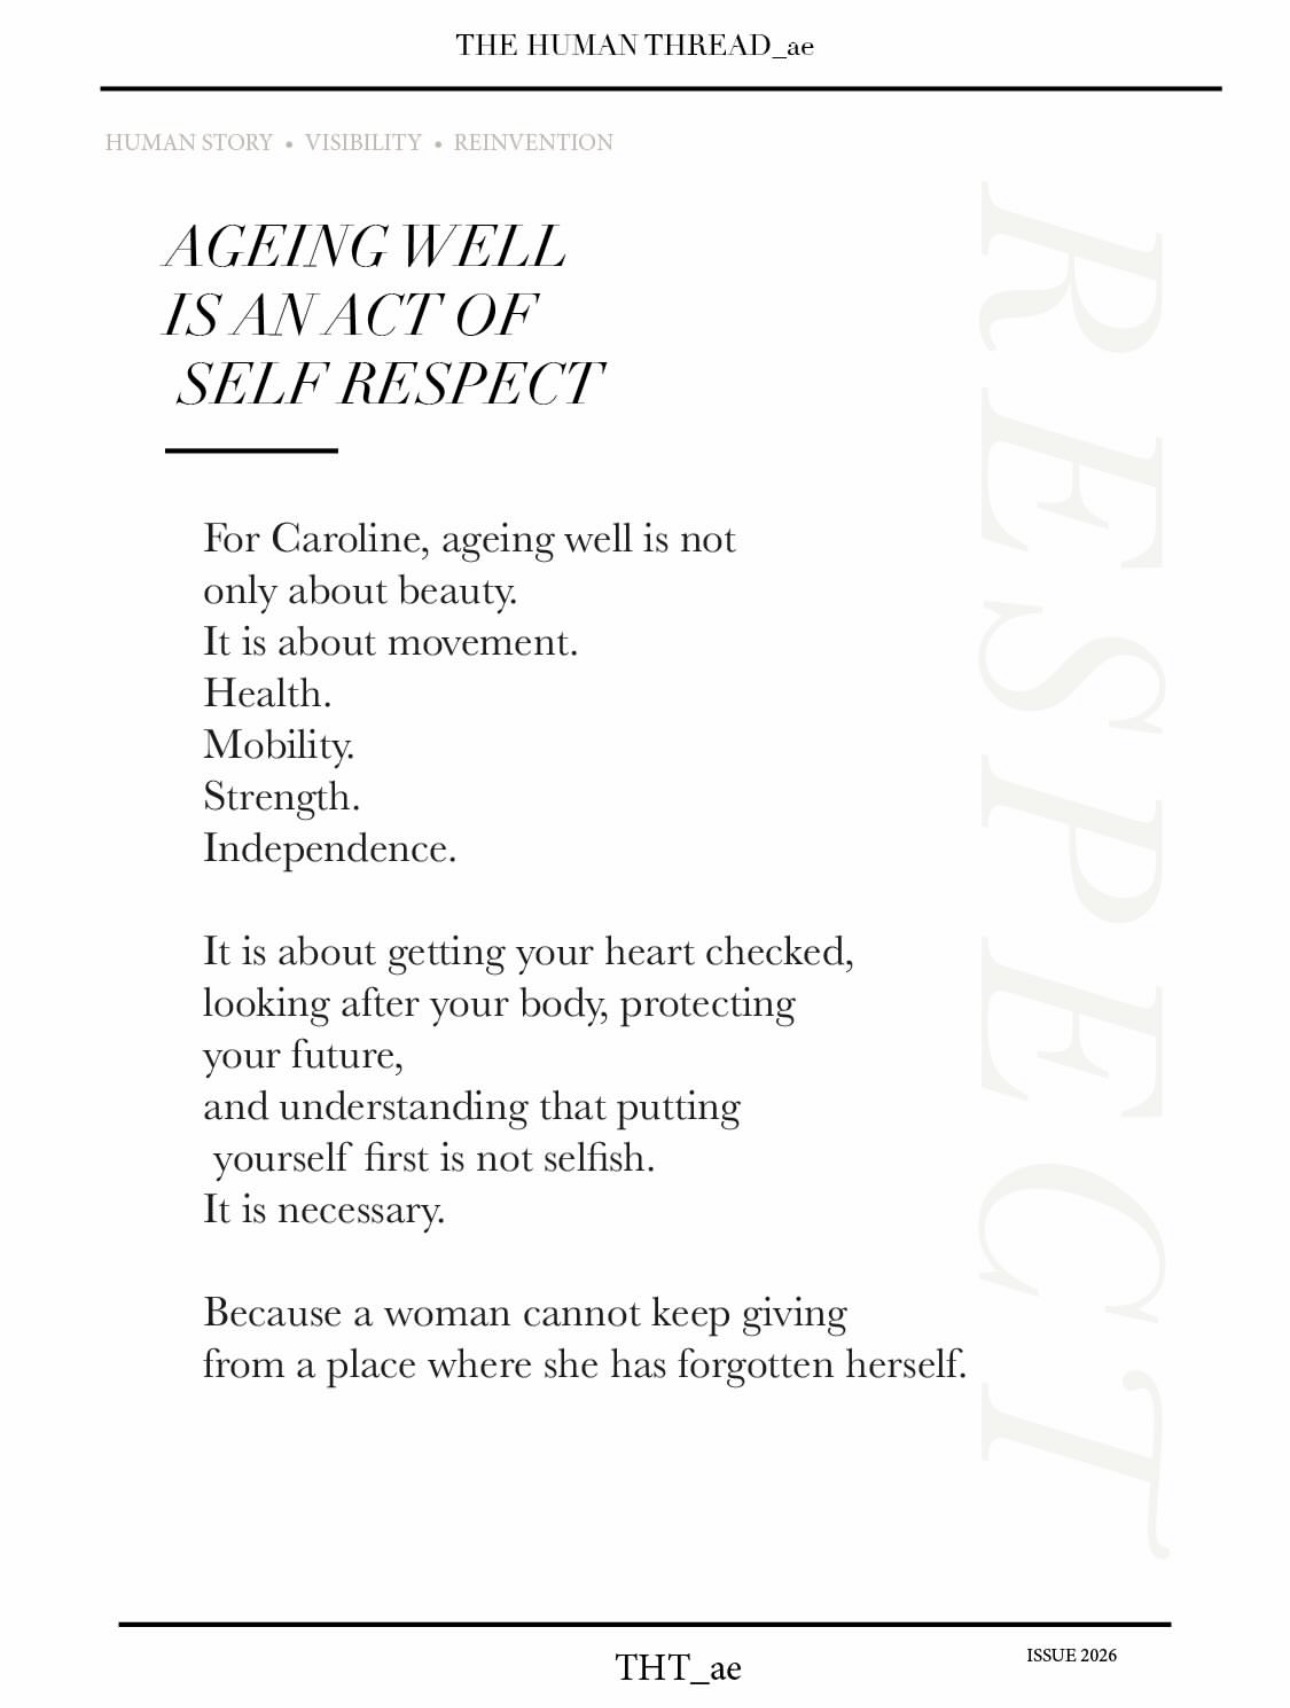 THE HUMAN THREAD_ae
HUMAN STORY • VISIBILITY • REINVENTION
AGEING WELL
IS AN ACT OF
SELF RESPECT
RESPECT
For Caroline, ageing well is not
only about beauty.
It is about movement.
Health.
Mobility.
Strength.
Independence.
It is about getting your heart checked,
looking after your body, protecting
your future,
and understanding that putting
yourself first is not selfish.
It is necessary.
Because a woman cannot keep giving
from a place where she has forgotten herself.
THT_ae
ISSUE 2026